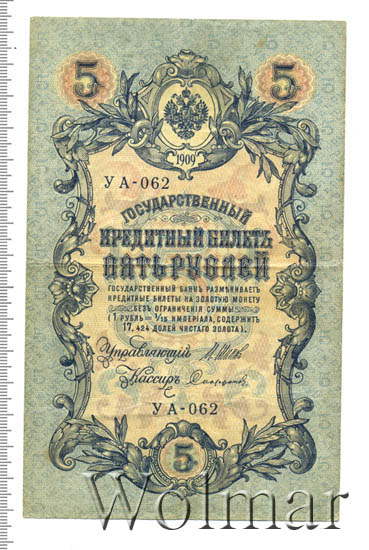 5 5
1909
УА-062
ГОСУДАРСТВЕННЫЙ
КРЕДИТНЫЙ БИЛЕТЪ
ПЯТЬ РУБЛЕЙ
ГОСУДАРСТВЕННЫЙ БАНКЪ РАЗМѢНИВАЕТЪ
КРЕДИТНЫЕ БИЛЕТЫ НА ЗОЛОТУЮ МОНЕТУ
БЕЗЪ ОГРАНИЧЕНІЯ СУММЫ
(1 РУБЛЬ = 1/15 ИМПЕРІАЛА, СОДЕРЖИТЪ
17,424 ДОЛЕЙ ЧИСТАГО ЗОЛОТА).
Управляющій
Кассиръ
УА-062
5
Wolmar